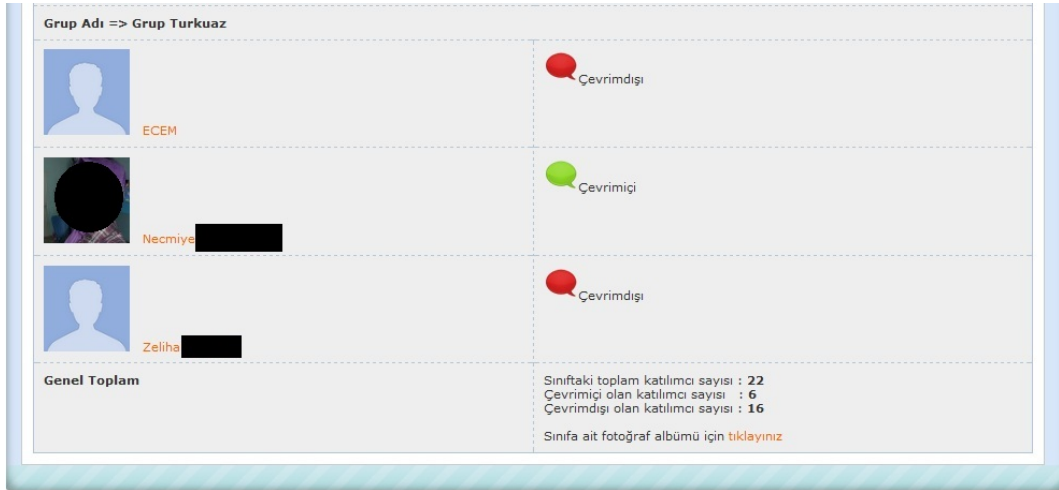 Grup Adı => Grup Turkuaz
ECEM
Çevrimdışı
Necmiye
Çevrimiçi
Zeliha
Çevrimdışı
Genel Toplam
Sınıftaki toplam katılımcı sayısı : 22
Çevrimiçi olan katılımcı sayısı : 6
Çevrimdışı olan katılımcı sayısı : 16
Sınıfa ait fotoğraf albümü için tıklayınız